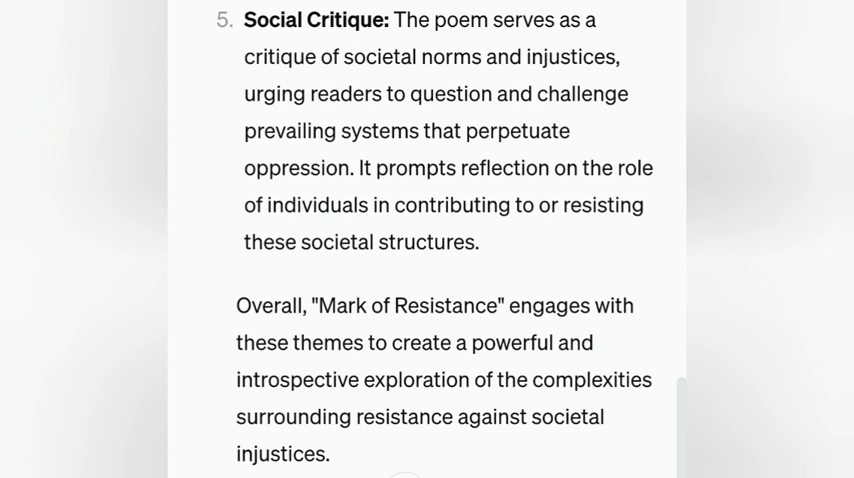 5. Social Critique: The poem serves as a
critique of societal norms and injustices,
urging readers to question and challenge
prevailing systems that perpetuate
oppression. It prompts reflection on the role
of individuals in contributing to or resisting
these societal structures.
Overall, "Mark of Resistance" engages with
these themes to create a powerful and
introspective exploration of the complexities
surrounding resistance against societal
injustices.